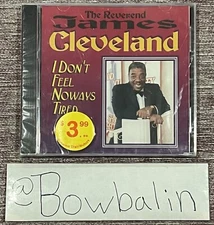 The Reverend
James
Cleveland
I DON'T
FEEL
NOWAYS
TIRED
3.99
@Bowbalin